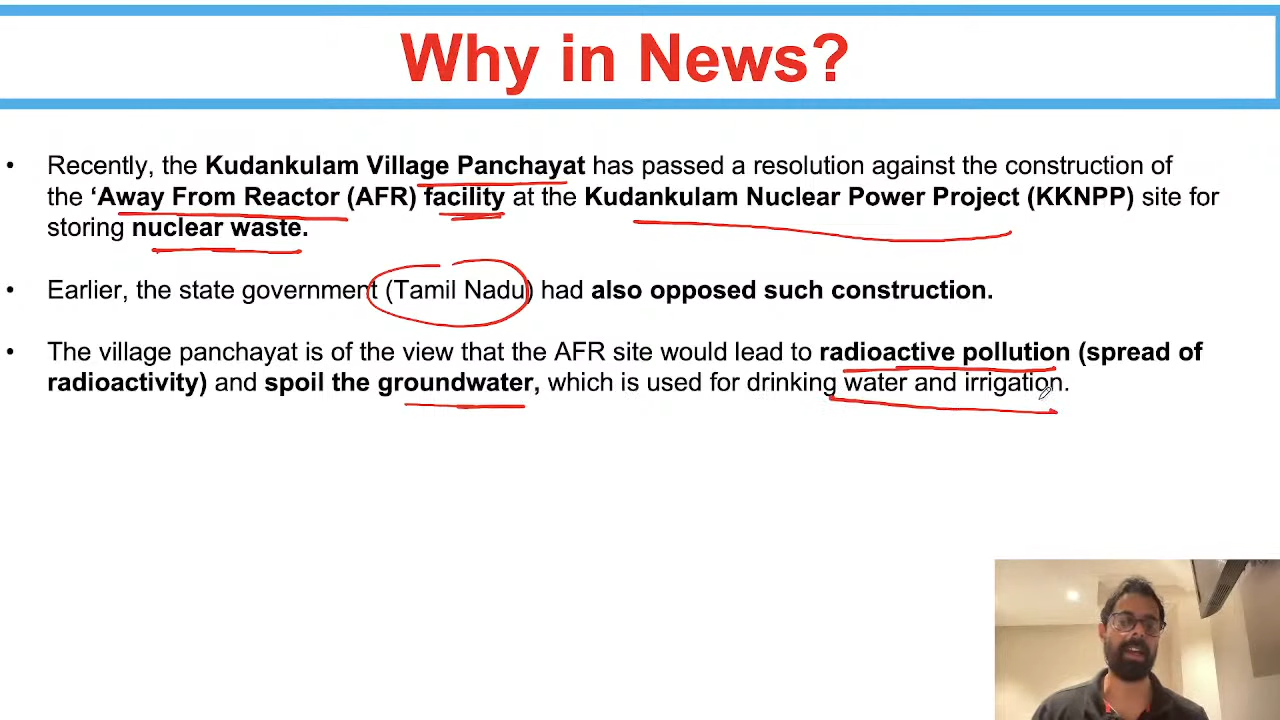 Why in News?
• Recently, the Kudankulam Village Panchayat has passed a resolution against the construction of
the ‘Away From Reactor (AFR) facility at the Kudankulam Nuclear Power Project (KKNPP) site for
storing nuclear waste.
• Earlier, the state government (Tamil Nadu) had also opposed such construction.
• The village panchayat is of the view that the AFR site would lead to radioactive pollution (spread of
radioactivity) and spoil the groundwater, which is used for drinking water and irrigation.